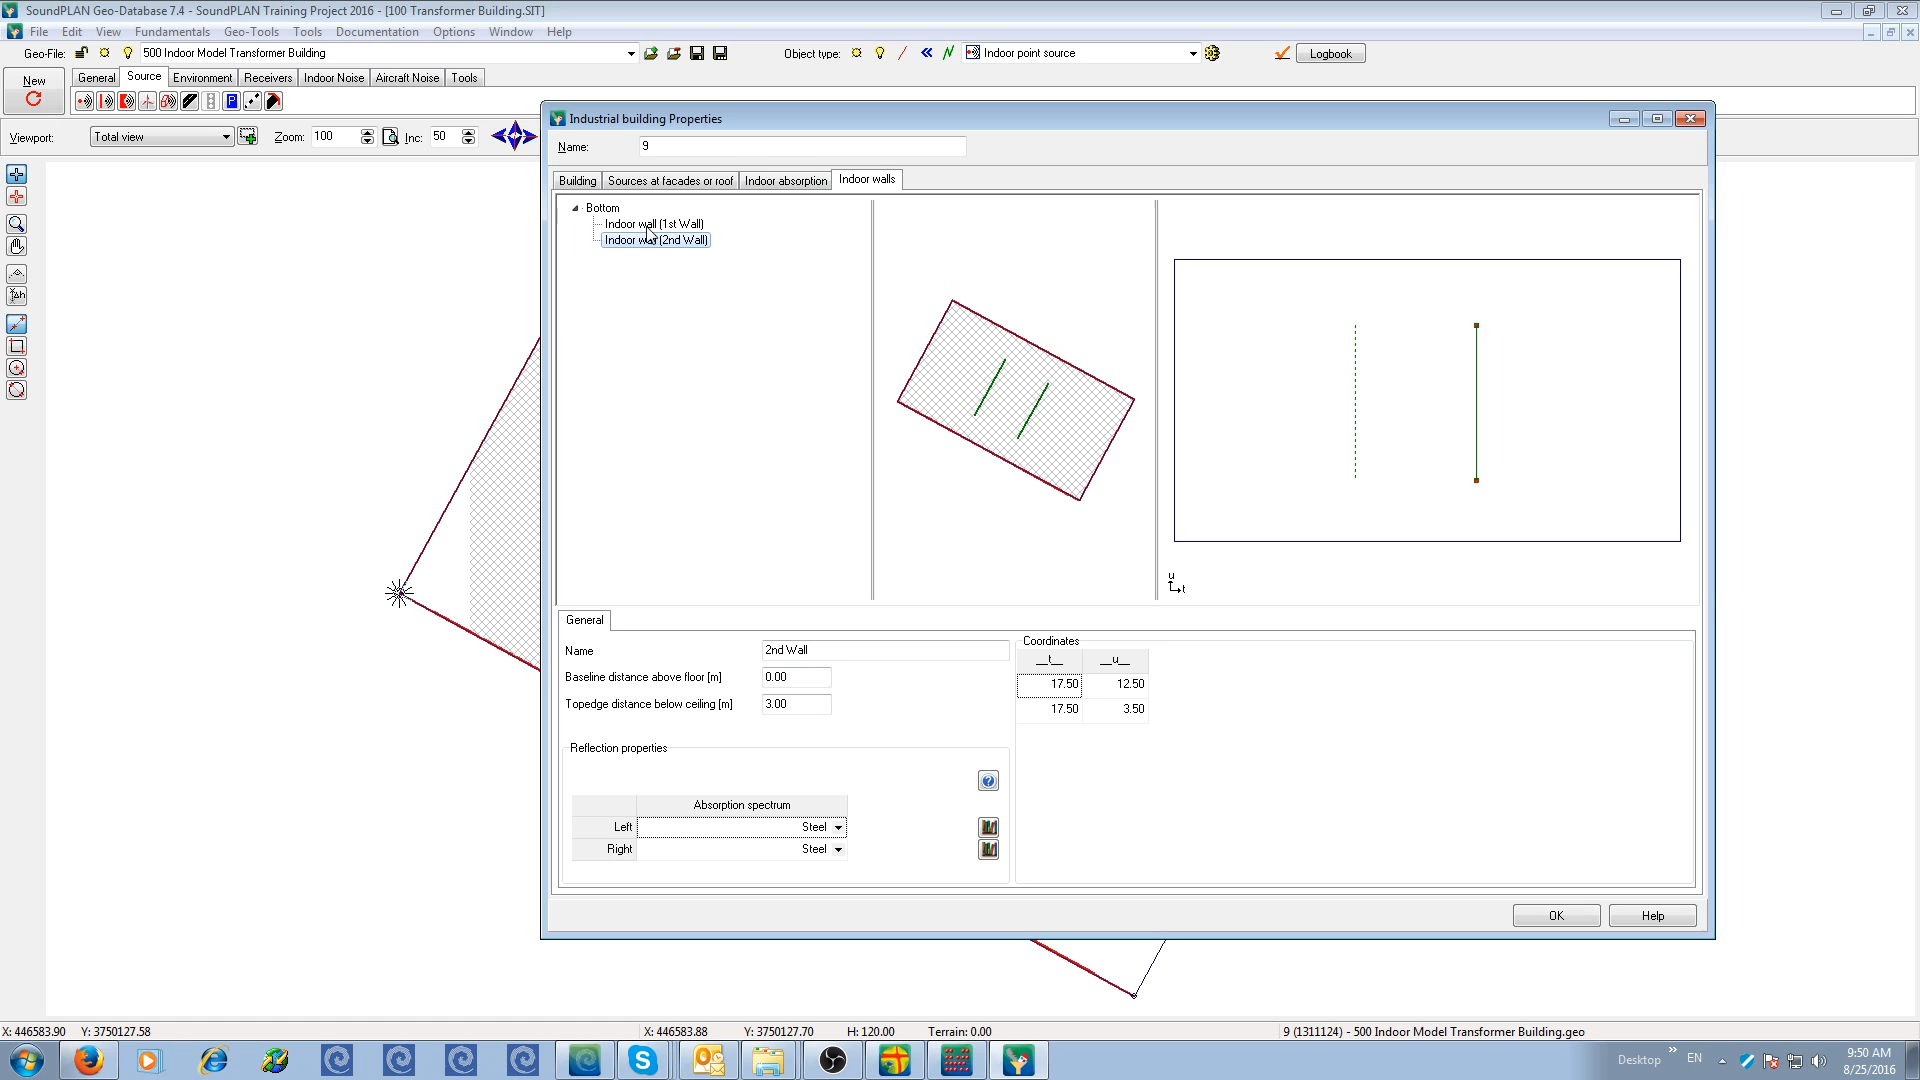 SoundPLAN Geo-Database 7.4 - SoundPLAN Training Project 2016 - [100 Transformer Building.SIT]
File Edit View Fundamentals Geo-Tools Tools Documentation Options Window Help
Geo-File: 500 Indoor Model Transformer Building Object type: Indoor point source Logbook
New General Source Environment Receivers Indoor Noise Aircraft Noise Tools
Viewport: Total view Zoom: 100 Inc: 50
Industrial building Properties
Name: 9
Building Sources at facades or roof Indoor absorption Indoor walls
Bottom
Indoor wall (1st Wall)
Indoor wall (2nd Wall)
u
t
General
Name 2nd Wall
Baseline distance above floor [m] 0.00
Topedge distance below ceiling [m] 3.00
Coordinates
__t__ __u__
17.50 12.50
17.50 3.50
Reflection properties
Absorption spectrum
Left Steel
Right Steel
OK Help
X: 446583.90 Y: 3750127.58 X: 446583.88 Y: 3750127.70 H: 120.00 Terrain: 0.00 9 (1311124) - 500 Indoor Model Transformer Building.geo
Desktop » EN 9:50 AM
8/25/2016